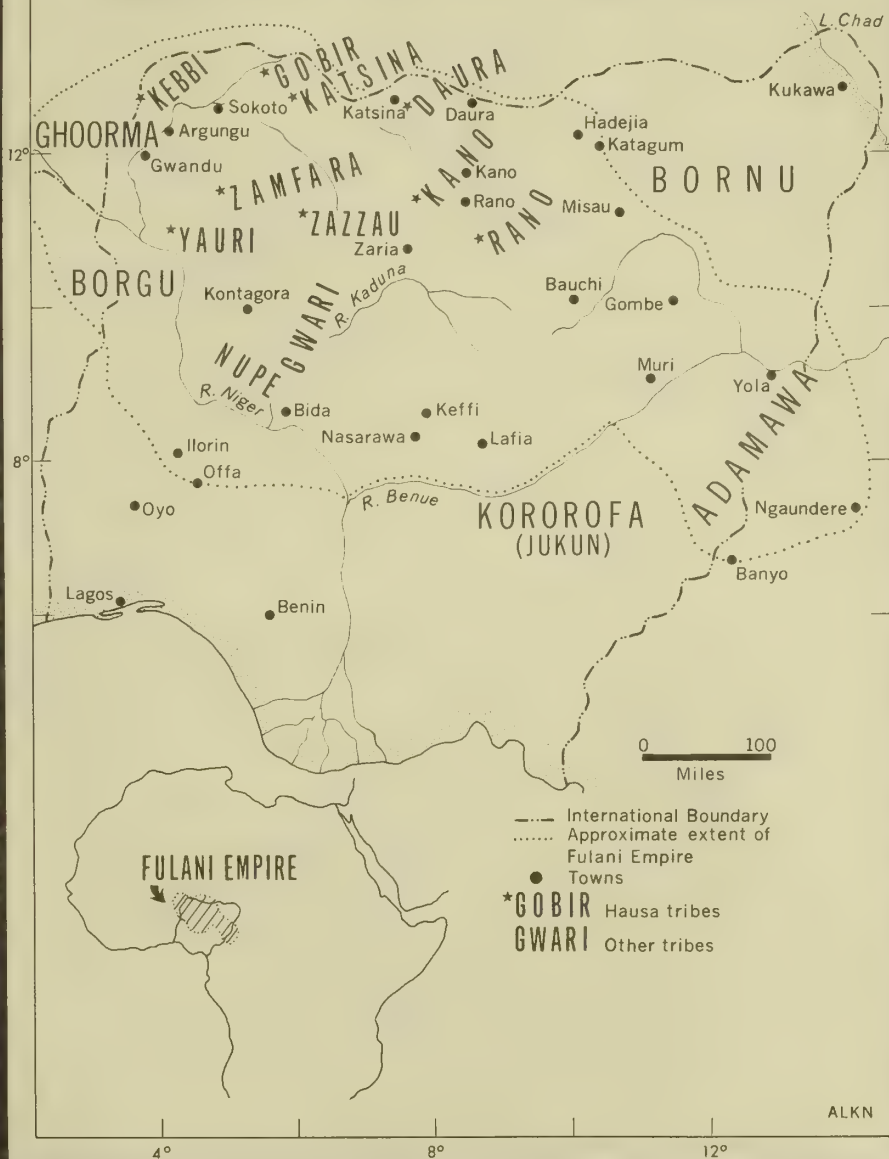 L. Chad
*KEBBI
*GOBIR
*KATSINA
*DAURA
Sokoto
Katsina
Daura
Kukawa
GHOORMA
Argungu
Hadejia
Katagum
12°
Gwandu
*ZAMFARA
*KANO
Kano
BORNU
Rano
*RANO
Misau
*YAURI
*ZAZZAU
Zaria
BORGU
Kontagora
R. Kaduna
Bauchi
Gombe
GWARI
NUPE
Muri
Yola
R. Niger
Bida
Keffi
Nasarawa
Lafia
ADAMAWA
8°
Ilorin
Offa
R. Benue
Oyo
KOROROFA
(JUKUN)
Ngaundere
Banyo
Lagos
Benin
0 100
Miles
International Boundary
Approximate extent of
Fulani Empire
Towns
*GOBIR Hausa tribes
GWARI Other tribes
FULANI EMPIRE
ALKN
4° 8° 12°